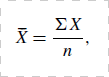 X̄ = ΣX / n,